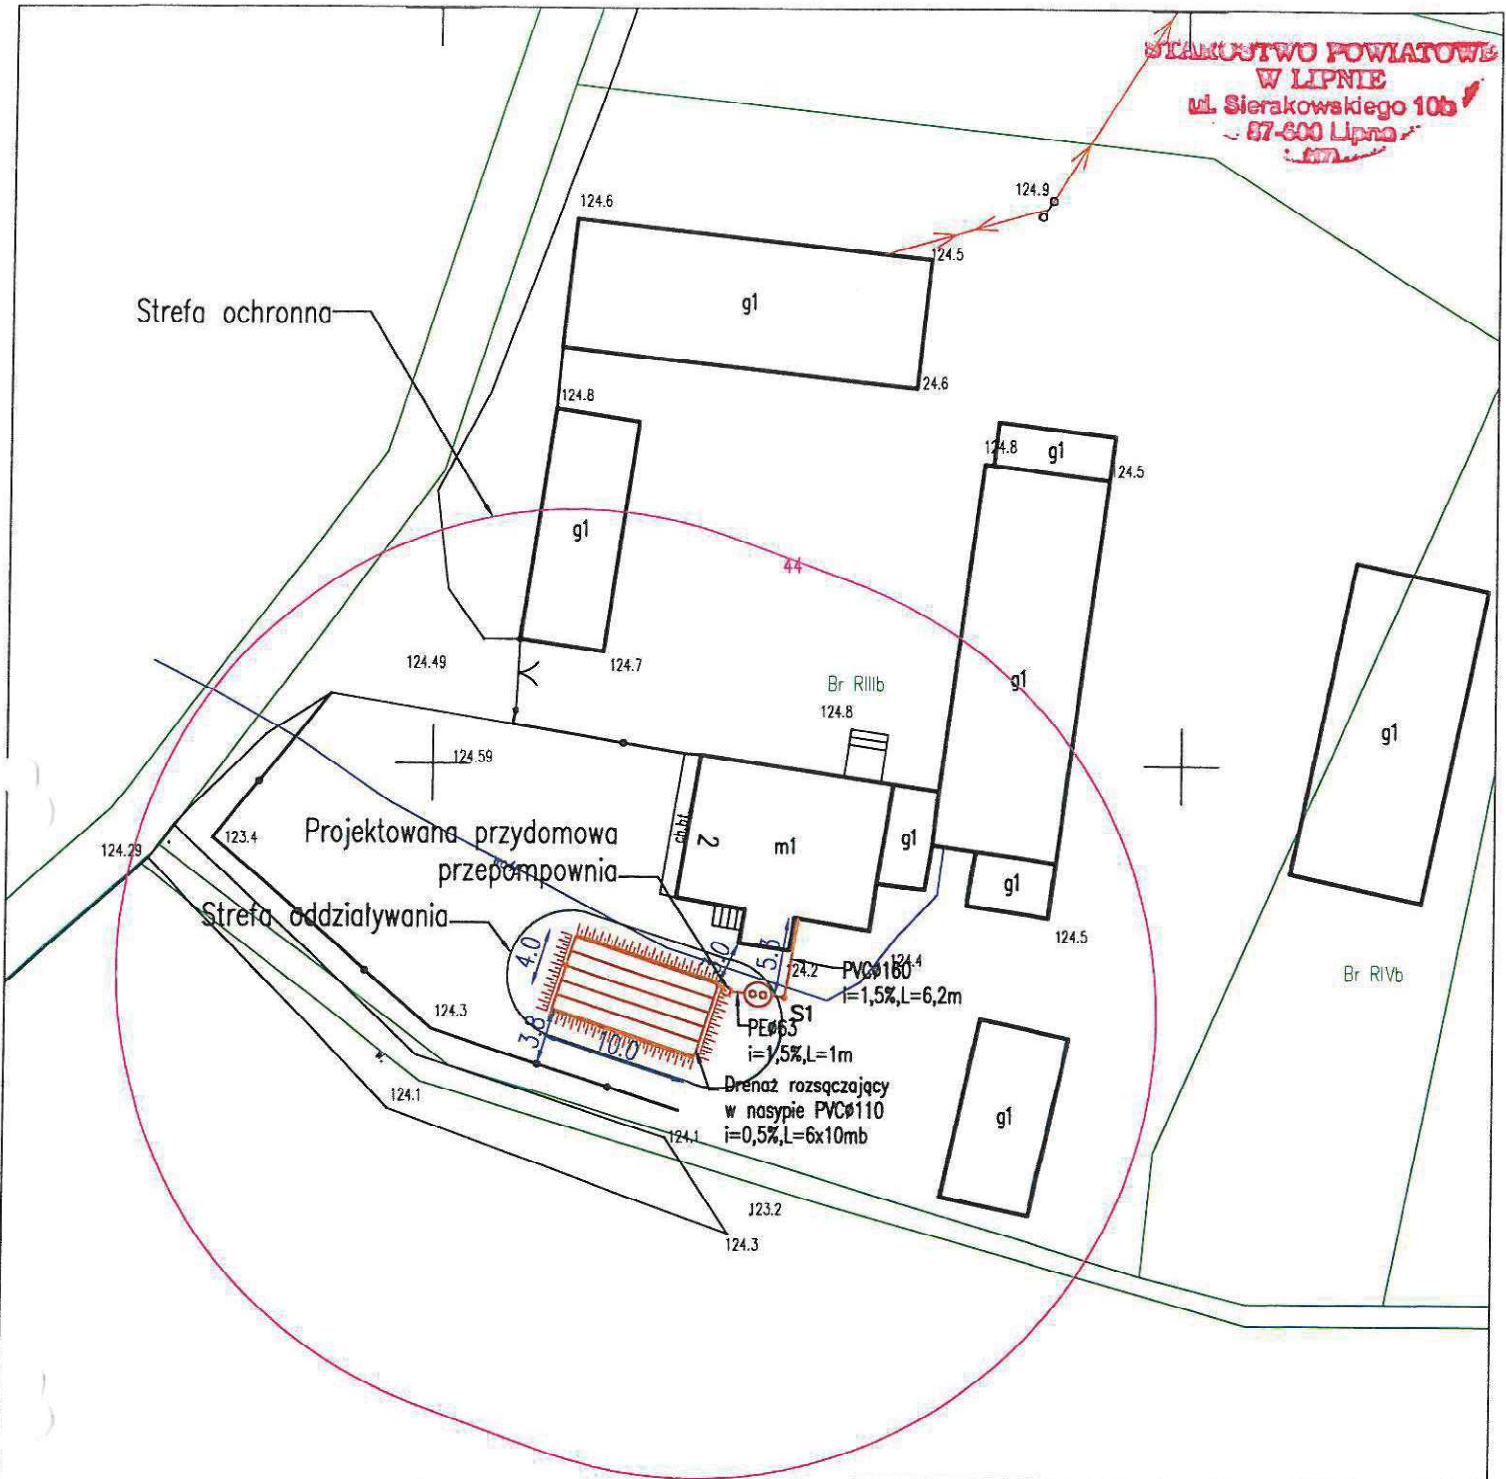 STAROSTWO POWIATOWE
W LIPNIE
ul. Sierakowskiego 10b
87-600 Lipno
124.9
124.6
124.5
g1
Strefa ochronna
24.6
124.8
124.8
g1
124.5
g1
44
124.49
124.7
g1
Br RIIIb
124.8
g1
124.59
ch.bt.
2
m1
g1
123.4
Projektowana przydomowa
przepompownia
124.29
g1
Strefa oddziaływania
124.5
4.0
5.3
24.2
124.4
PVCø160
i=1,5%,L=6,2m
Br RIVb
S1
124.3
3.8
10.0
PEø63
i=1,5%,L=1m
Drenaż rozsączający
w nasypie PVCø110
i=0,5%,L=6x10mb
124.1
g1
124.1
123.2
124.3